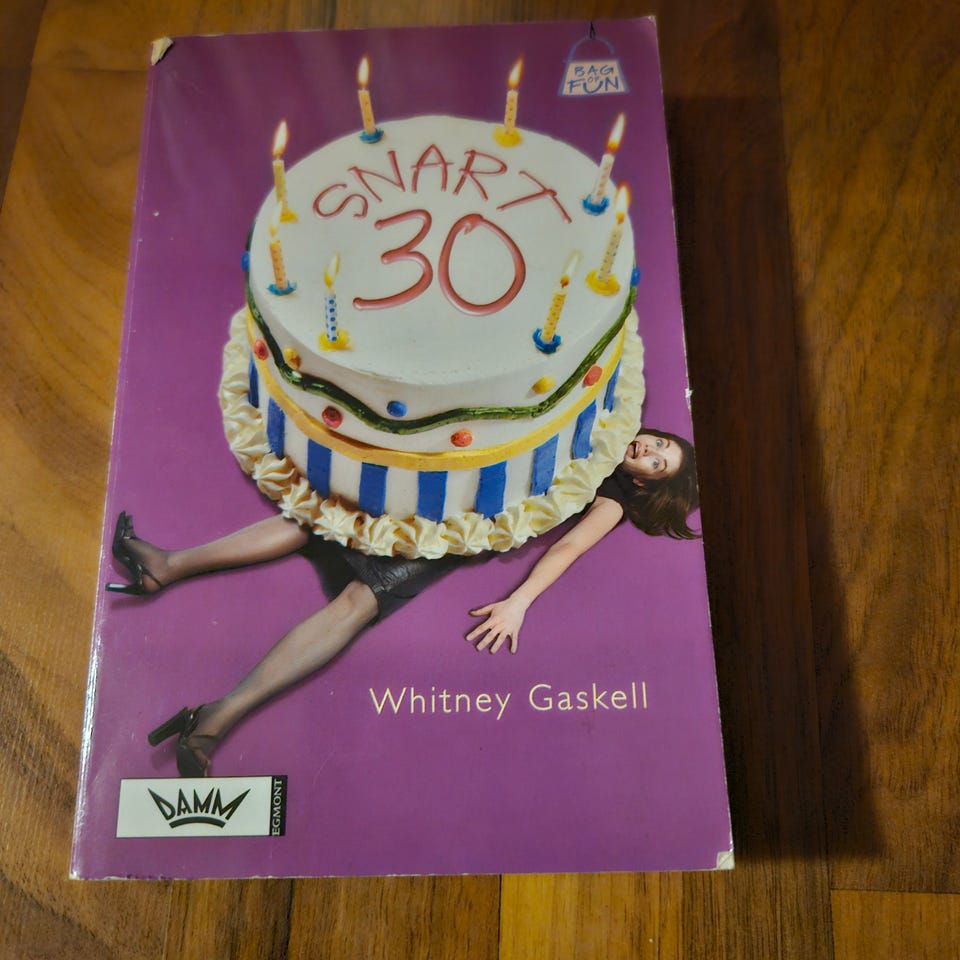 BAG
OF
FUN
SNART
30
Whitney Gaskell
DAMM
EGMONT